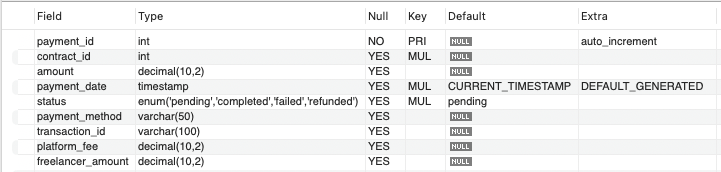 Field Type Null Key Default Extra
payment_id int NO PRI NULL auto_increment
contract_id int YES MUL NULL
amount decimal(10,2) YES NULL
payment_date timestamp YES MUL CURRENT_TIMESTAMP DEFAULT_GENERATED
status enum('pending','completed','failed','refunded') YES MUL pending
payment_method varchar(50) YES NULL
transaction_id varchar(100) YES NULL
platform_fee decimal(10,2) YES NULL
freelancer_amount decimal(10,2) YES NULL